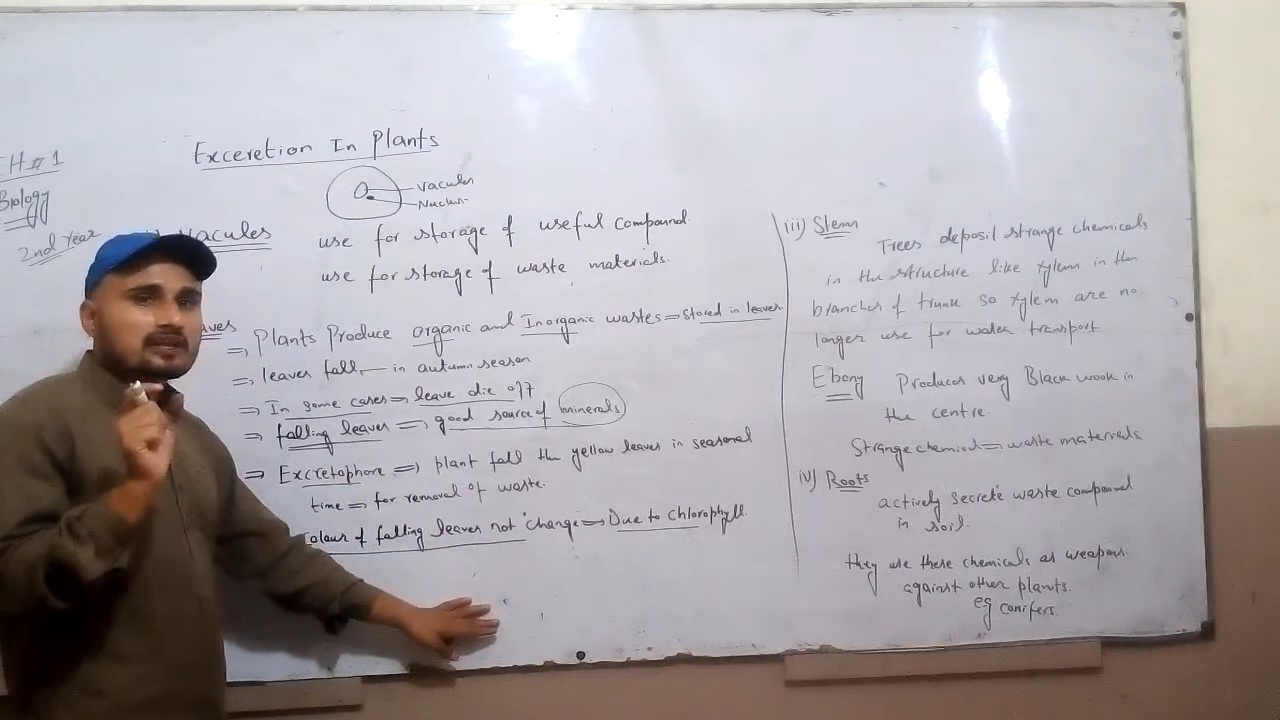 CH#1
Biology
2nd Year
Exceretion In Plants
Vacules
Vacules
use for storage of useful compound.
use for storage of waste materials.
⇒ Plants Produce organic and Inorganic wastes ⇒ Stored in leaves
⇒ leaves fall — in autumn season
⇒ In some cases ⇒ leave die off
⇒ falling leaves ⇒ good source of minerals
⇒ Excretophore ⇒ plant fall the yellow leaves in seasonal
time ⇒ for removal of waste.
Colour of falling leaves not change ⇒ Due to chlorophyll.
iii) Stem
Trees deposil strange chemicals
in the structure like xylem in the
branches of trunk so xylem are no
longer use for water transport.
Ebony Produces very Black wook in
the centre.
Strange chemical = waste materials
iv) Roots
actively secrete waste compound
in soil.
they use these chemicals as weapons.
against other plants.
eg conifers.